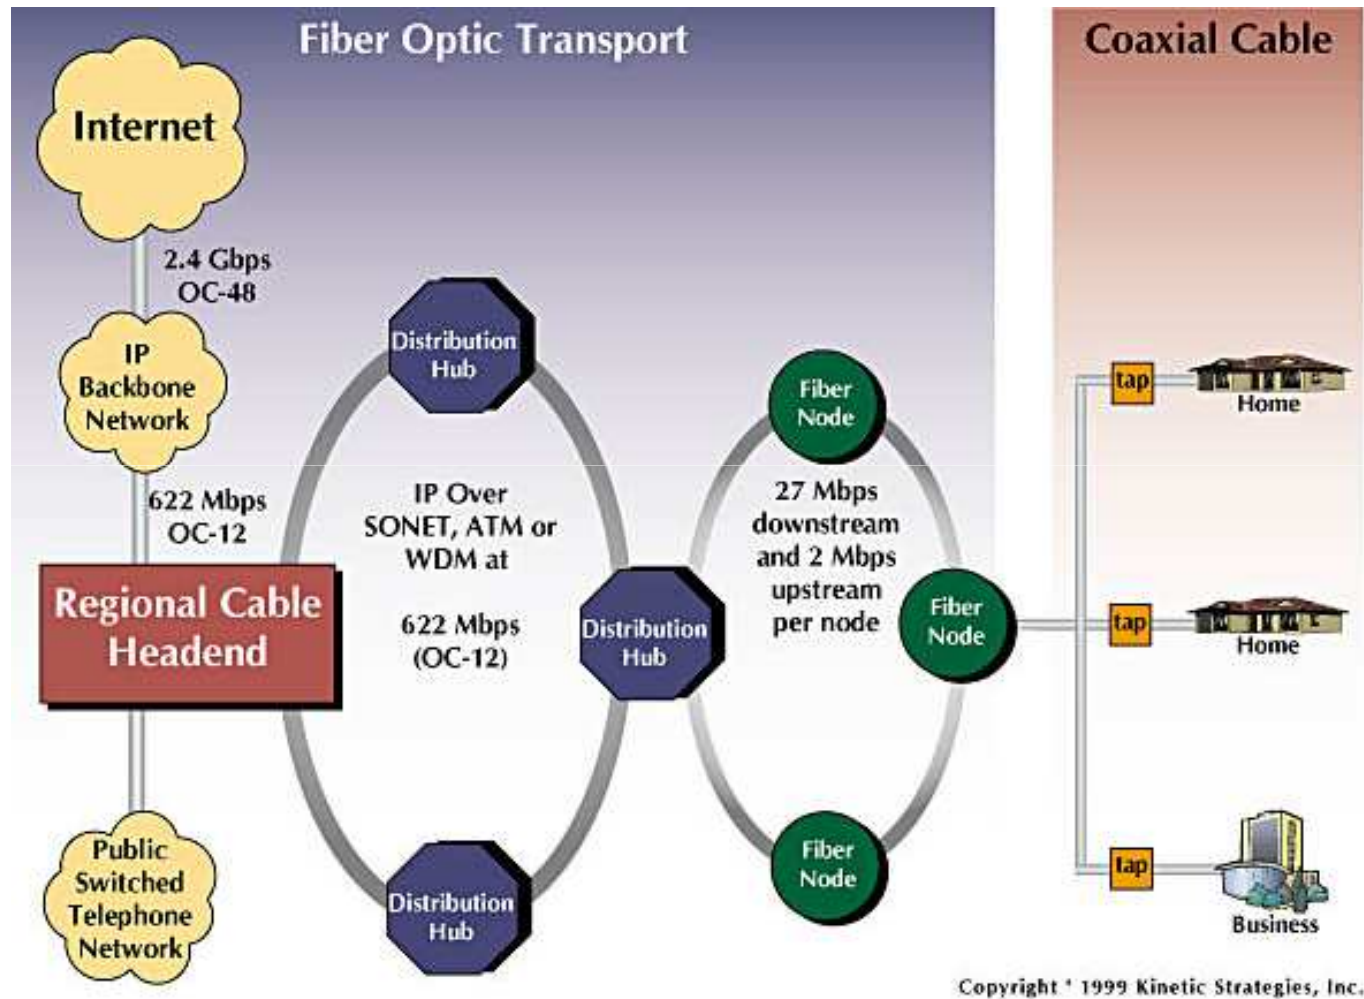 Fiber Optic Transport
Coaxial Cable
Internet
2.4 Gbps
OC-48
IP
Backbone
Network
622 Mbps
OC-12
Regional Cable
Headend
Public
Switched
Telephone
Network
Distribution
Hub
IP Over
SONET, ATM or
WDM at
622 Mbps
(OC-12)
Distribution
Hub
Distribution
Hub
Fiber
Node
27 Mbps
downstream
and 2 Mbps
upstream
per node
Fiber
Node
Fiber
Node
tap
Home
tap
Home
tap
Business
Copyright ' 1999 Kinetic Strategies, Inc.